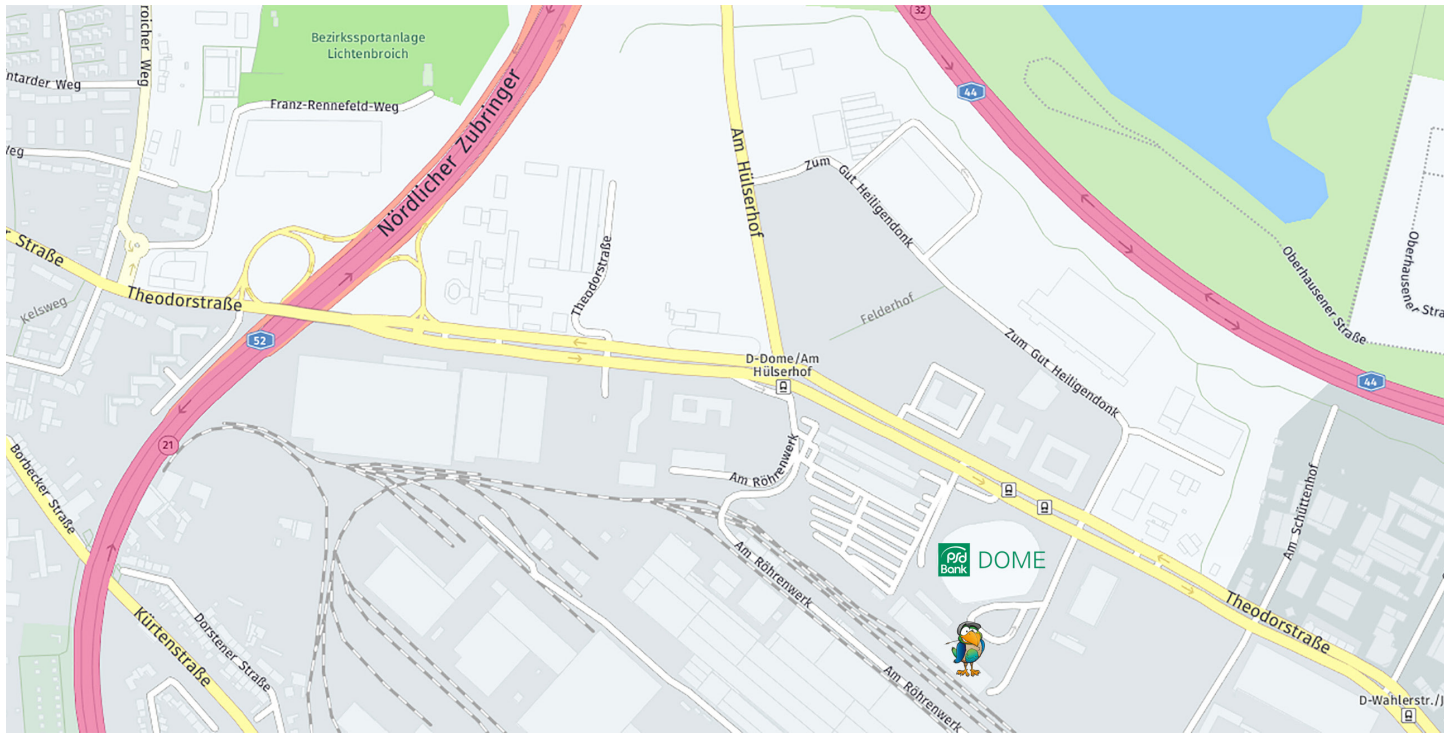 roicher Weg
Bezirkssportanlage
Lichtenbroich
32
44
ntarder Weg
Franz-Rennefeld-Weg
Nördlicher Zubringer
Am Hülserhof
Weg
Zum Gut Heiligendonk
r Straße
Theodorstraße
Theodorstraße
Kelsweg
Felderhof
Oberhausener Straße
Oberhausener Stra
52
D-Dome/Am
Hülserhof
Zum Gut Heiligendonk
44
21
Borbecker Straße
Am Röhrenwerk
Am Schüttenhof
Am Röhrenwerk
psd
Bank
DOME
Kürtenstraße
Dorstener Straße
Theodorstraße
Am Röhrenwerk
D-Wahlerstr./J